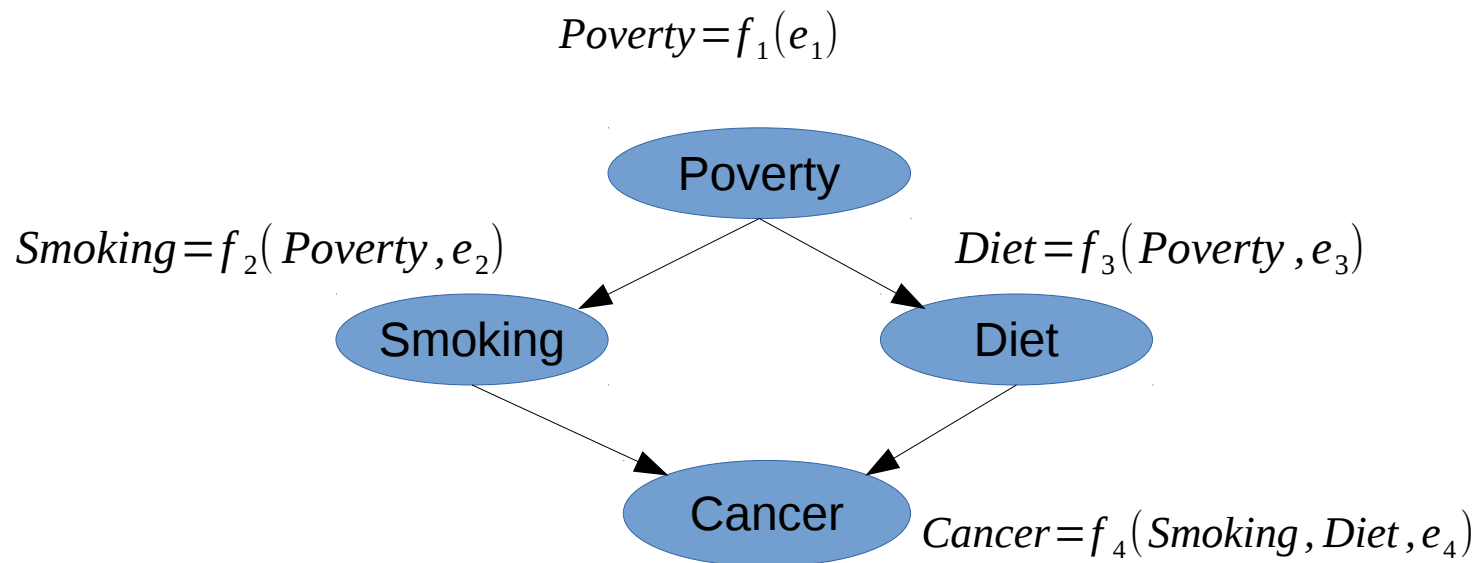 Poverty=f₁(e₁)
Poverty
Smoking=f₂(Poverty,e₂)
Diet=f₃(Poverty,e₃)
Smoking
Diet
Cancer
Cancer=f₄(Smoking,Diet,e₄)